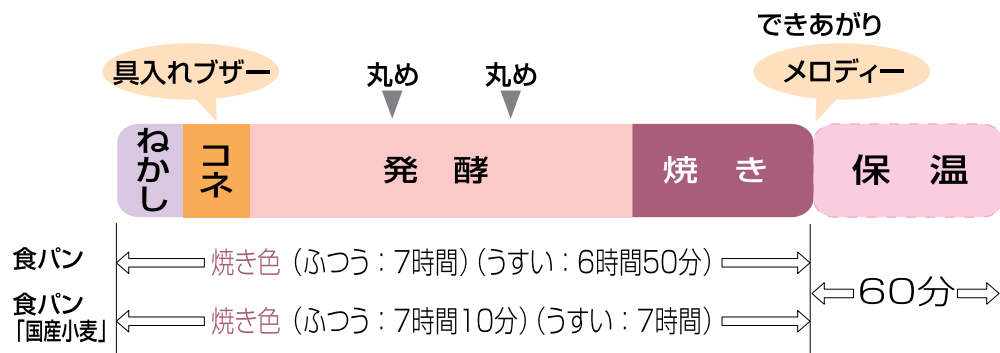 できあがり
具入れブザー
丸め
丸め
メロディー
ねかし
コネ
発 酵
焼 き
保 温
食パン
焼き色（ふつう：7時間）（うすい：6時間50分）
食パン
「国産小麦」
焼き色（ふつう：7時間10分）（うすい：7時間）
60分